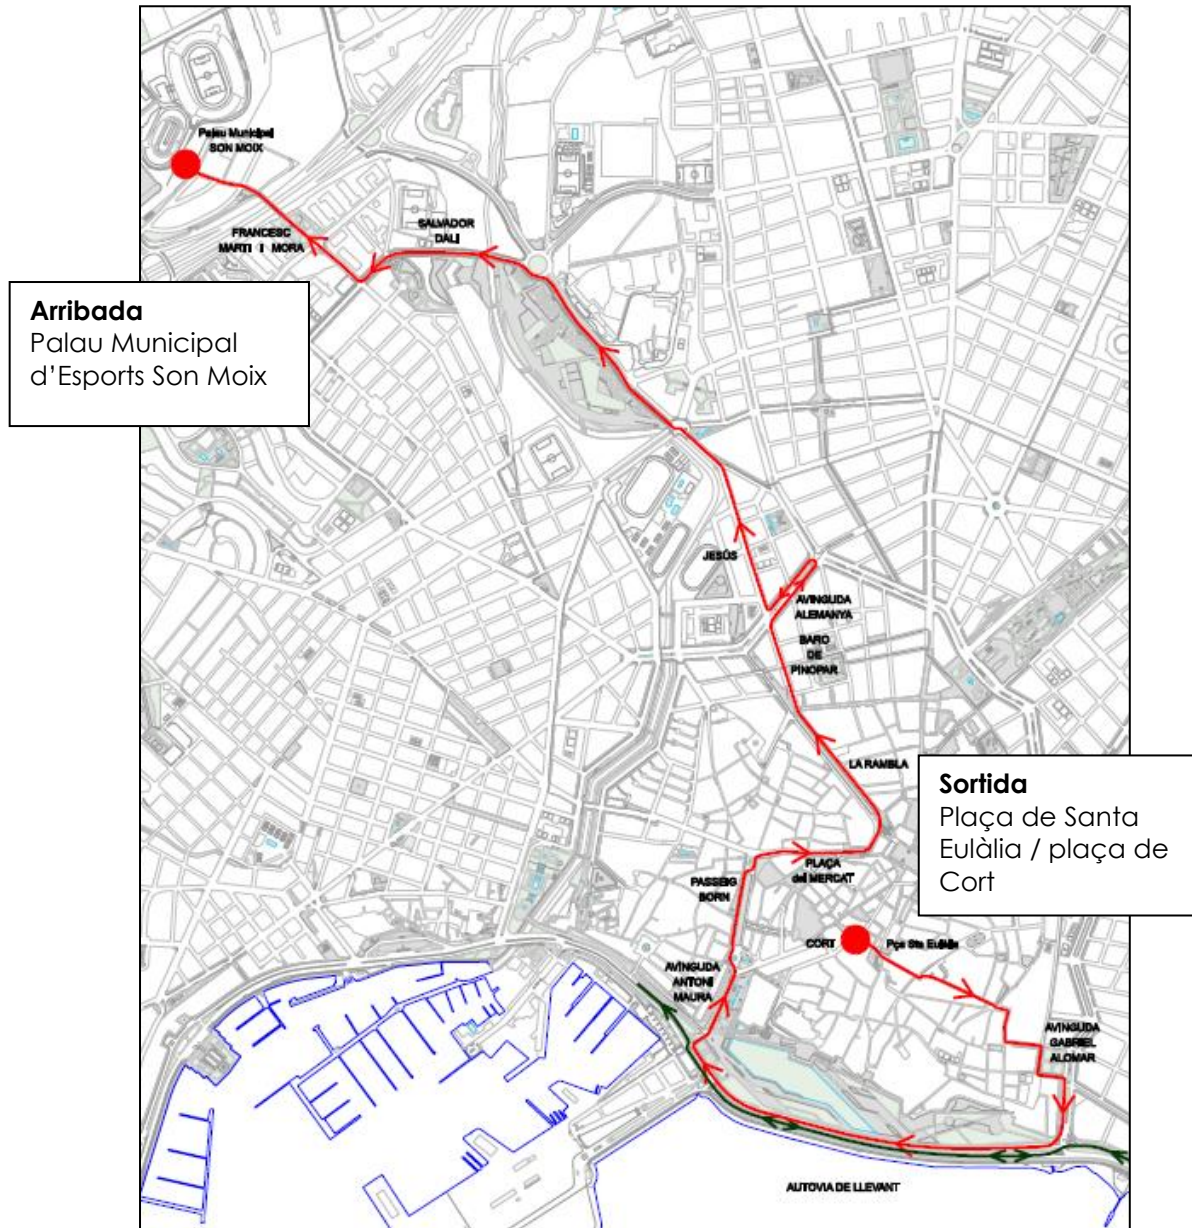 Palau Municipal
SON MOIX
SALVADOR
DALI
FRANCESC
MARTI I MORA
Arribada
Palau Municipal
d'Esports Son Moix
JESÚS
AVINGUDA
ALEMANYA
BARO
DE
PINOPAR
LA RAMBLA
Sortida
Plaça de Santa
Eulàlia / plaça de
Cort
PLAÇA
del MERCAT
PASSEIG
BORN
CORT
Pça Sta Eulàlia
AVINGUDA
ANTONI
MAURA
AVINGUDA
GABRIEL
ALOMAR
AUTOVIA DE LLEVANT